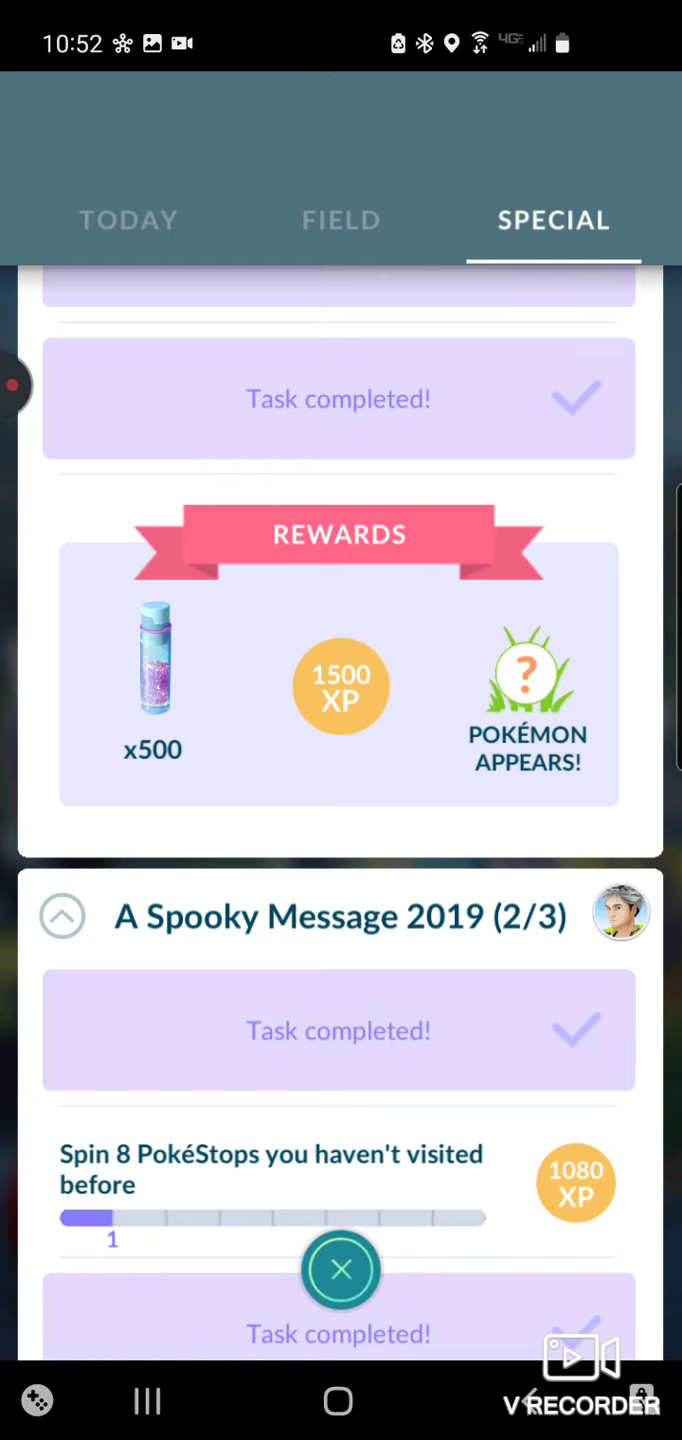 10:52
4GE
TODAY FIELD SPECIAL
Task completed!
REWARDS
x500
1500
XP
?
POKÉMON
APPEARS!
A Spooky Message 2019 (2/3)
Task completed!
Spin 8 PokéStops you haven't visited
before
1080
XP
1
Task completed!
V RECORDER